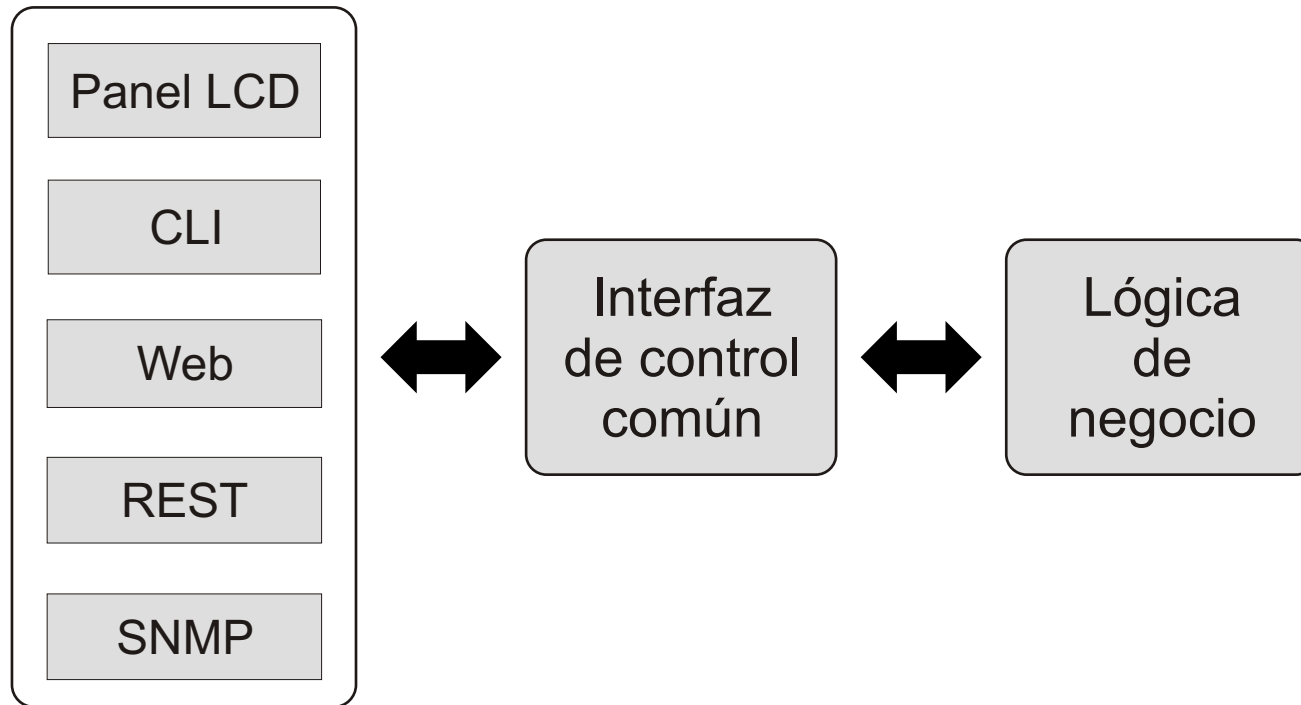 Panel LCD
CLI
Web
REST
SNMP
Interfaz
de control
común
Lógica
de
negocio